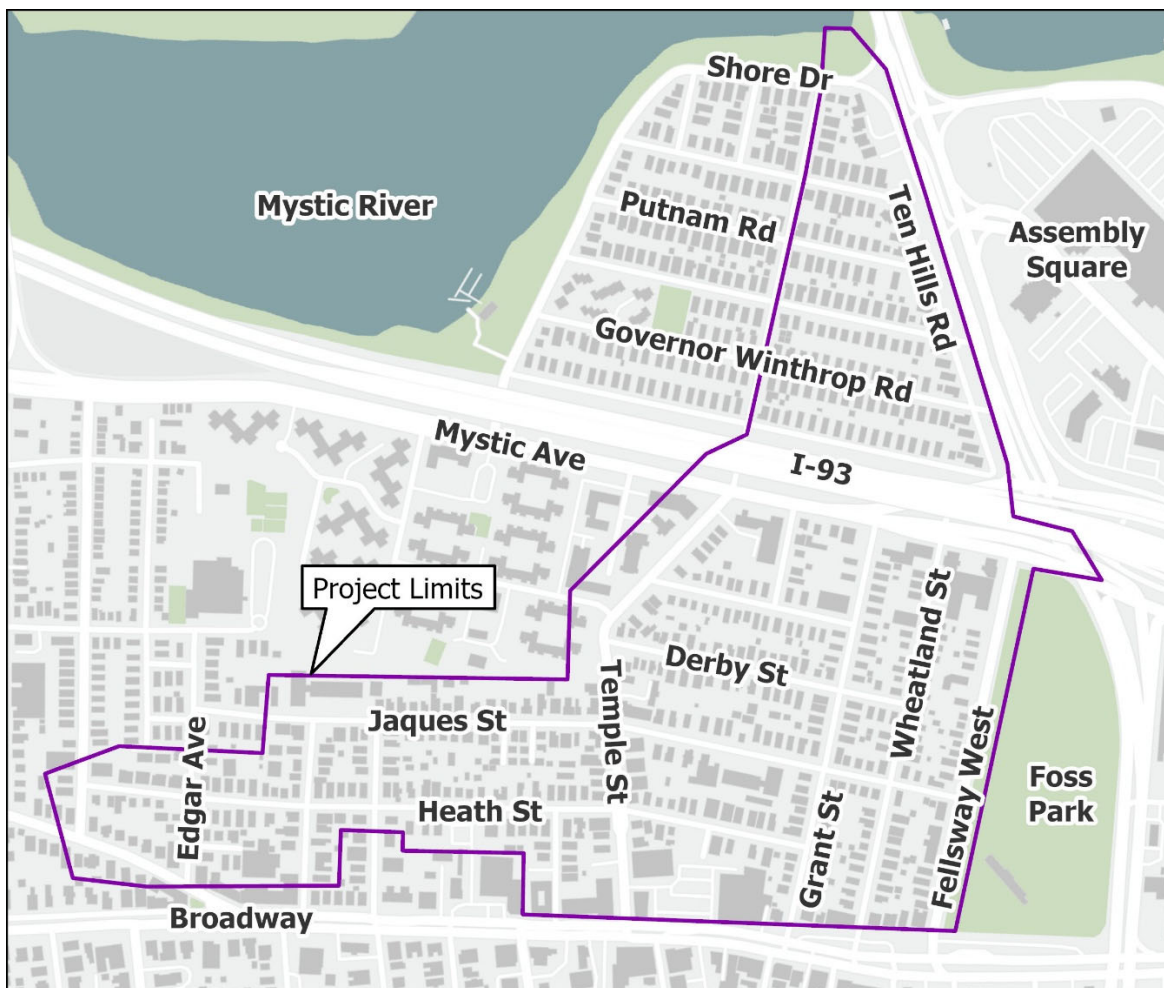 Shore Dr
Mystic River
Putnam Rd
Ten Hills Rd
Assembly
Square
Governor Winthrop Rd
Mystic Ave
I-93
Project Limits
Wheatland St
Derby St
Temple St
Jaques St
Edgar Ave
Heath St
Grant St
Fellsway West
Foss
Park
Broadway